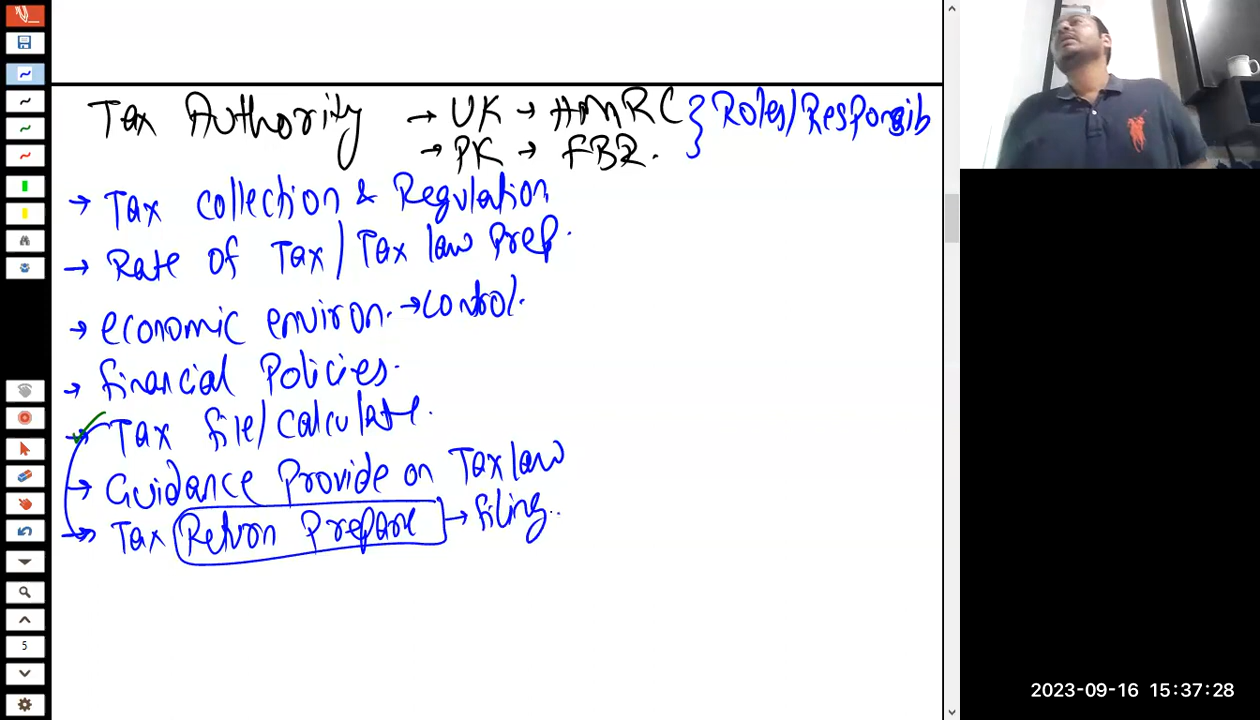 Tax Authority → UK → HMRC } Roles/Responsib
→ PK → FBR.
→ Tax collection & Regulation
→ Rate of Tax/Tax law Prep.
→ economic environ. → control.
→ financial Policies.
→ Tax file/calculate.
→ Guidance Provide on Tax law
→ Tax Return Prepare → filing..
5
2023-09-16 15:37:28